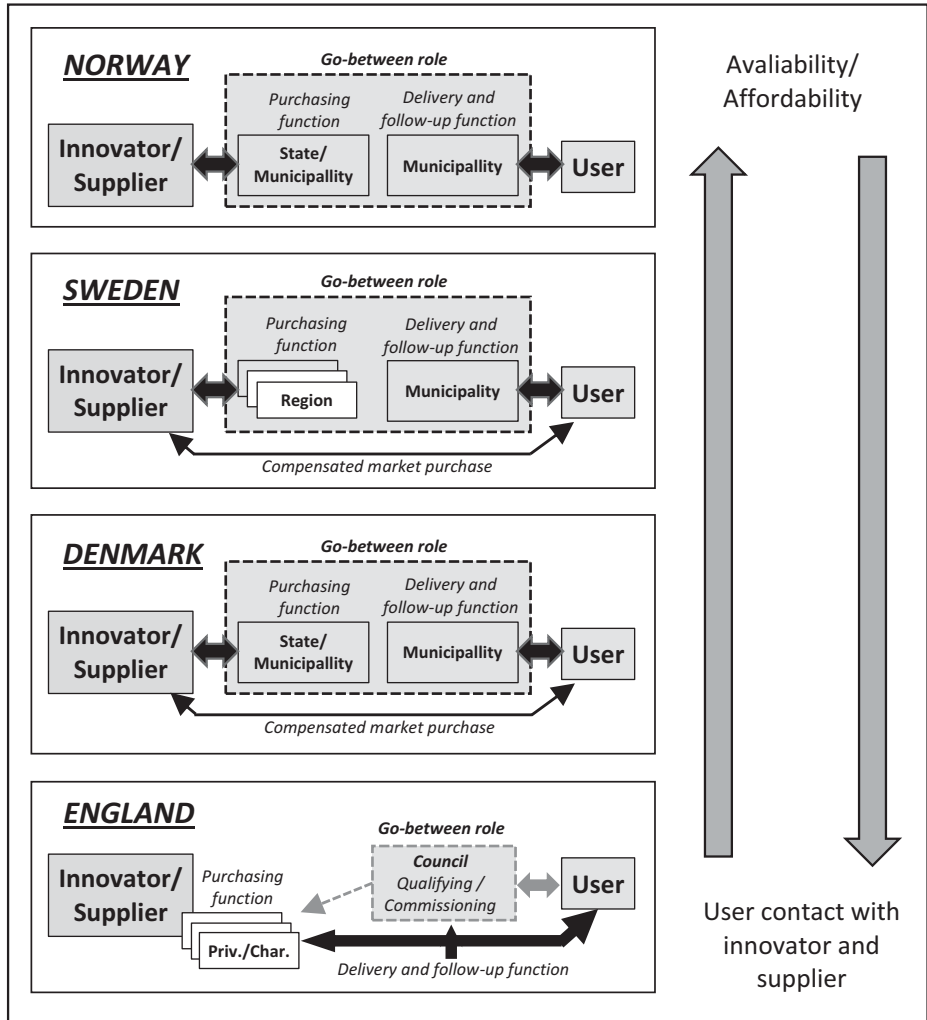 NORWAY
Go-between role
Purchasing
function
Delivery and
follow-up function
Innovator/
Supplier
State/
Municipallity
Municipallity
User
SWEDEN
Go-between role
Purchasing
function
Delivery and
follow-up function
Innovator/
Supplier
Region
Municipality
User
Compensated market purchase
DENMARK
Go-between role
Purchasing
function
Delivery and
follow-up function
Innovator/
Supplier
State/
Municipallity
Municipallity
User
Compensated market purchase
ENGLAND
Go-between role
Innovator/
Supplier
Purchasing
function
Priv./Char.
Council
Qualifying /
Commissioning
User
Delivery and follow-up function
Avaliability/
Affordability
User contact with
innovator and
supplier